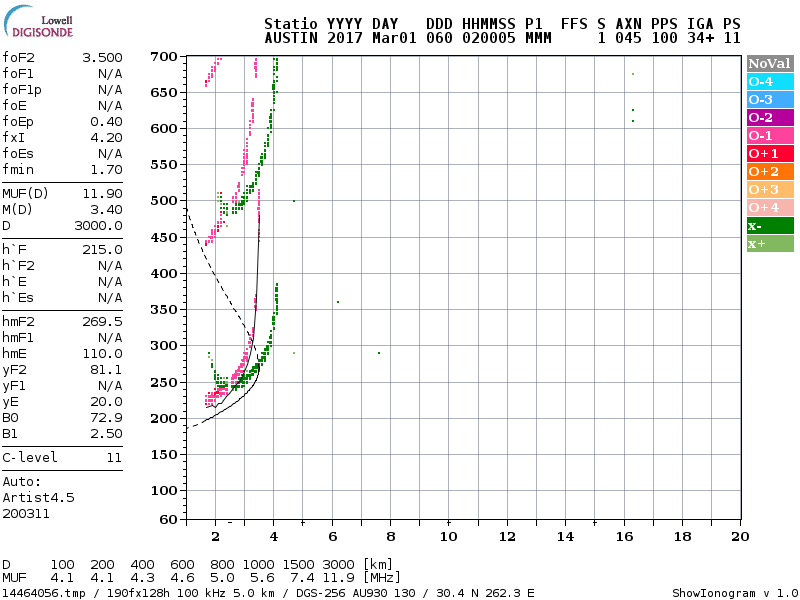 Lowell
DIGISONDE
Statio YYYY DAY DDD HHMMSS P1 FFS S AXN PPS IGA PS
AUSTIN 2017 Mar01 060 020005 MMM 1 045 100 34+ 11
foF2 3.500
foF1 N/A
foF1p N/A
foE N/A
foEp 0.40
fxI 4.20
foEs N/A
fmin 1.70
MUF(D) 11.90
M(D) 3.40
D 3000.0
h`F 215.0
h`F2 N/A
h`E N/A
h`Es N/A
hmF2 269.5
hmF1 N/A
hmE 110.0
yF2 81.1
yF1 N/A
yE 20.0
B0 72.9
B1 2.50
C-level 11
Auto:
Artist4.5
200311
700
650
600
550
500
450
400
350
300
250
200
150
100
60
2 4 6 8 10 12 14 16 18 20
NoVal
O-4
O-3
O-2
O-1
O+1
O+2
O+3
O+4
X-
X+
D 100 200 400 600 800 1000 1500 3000 [km]
MUF 4.1 4.1 4.3 4.6 5.0 5.6 7.4 11.9 [MHz]
14464056.tmp / 190fx128h 100 kHz 5.0 km / DGS-256 AU930 130 / 30.4 N 262.3 E
ShowIonogram v 1.0